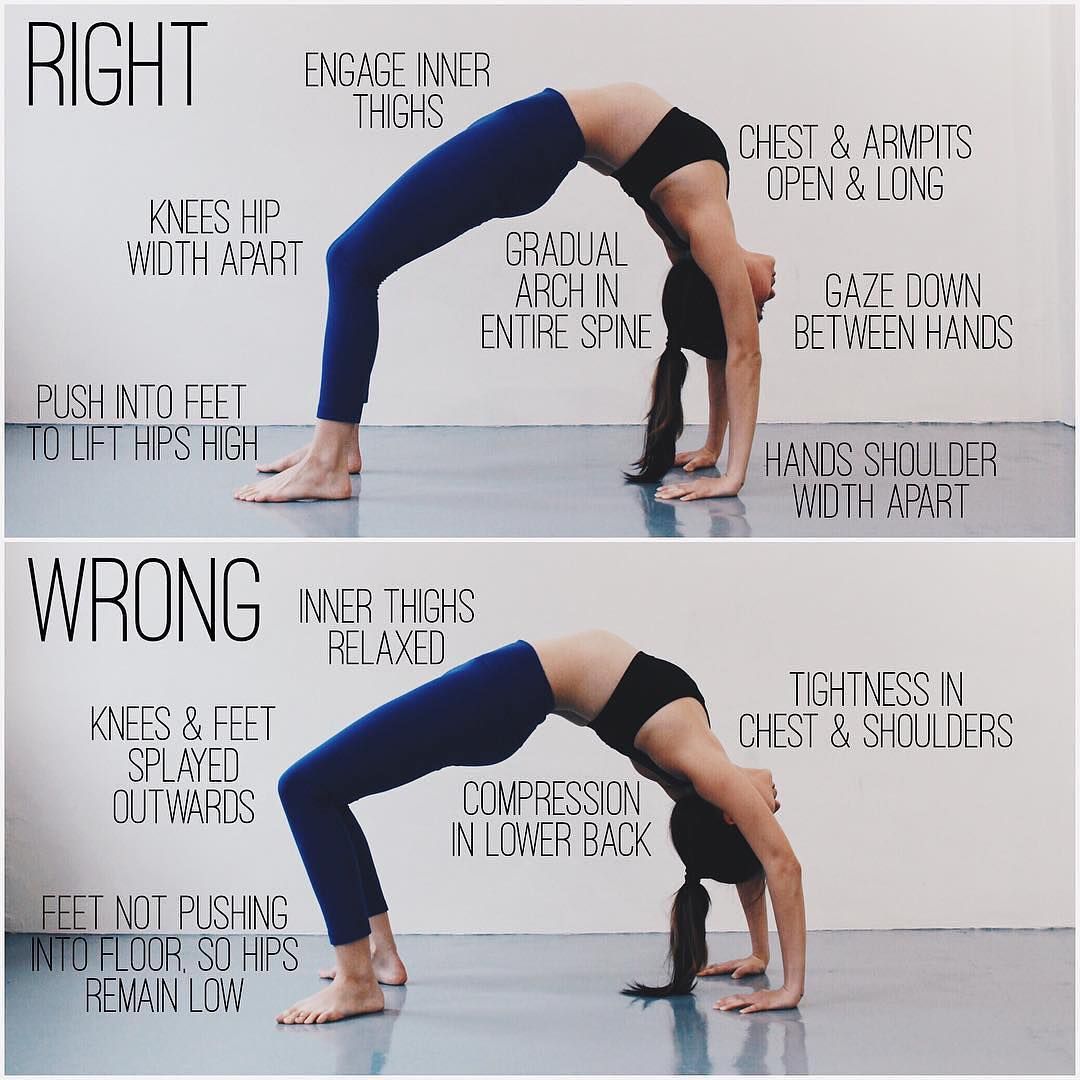 RIGHT
ENGAGE INNER
THIGHS
CHEST & ARMPITS
OPEN & LONG
KNEES HIP
WIDTH APART
GRADUAL
ARCH IN
ENTIRE SPINE
GAZE DOWN
BETWEEN HANDS
PUSH INTO FEET
TO LIFT HIPS HIGH
HANDS SHOULDER
WIDTH APART
WRONG
INNER THIGHS
RELAXED
TIGHTNESS IN
CHEST & SHOULDERS
KNEES & FEET
SPLAYED
OUTWARDS
COMPRESSION
IN LOWER BACK
FEET NOT PUSHING
INTO FLOOR, SO HIPS
REMAIN LOW